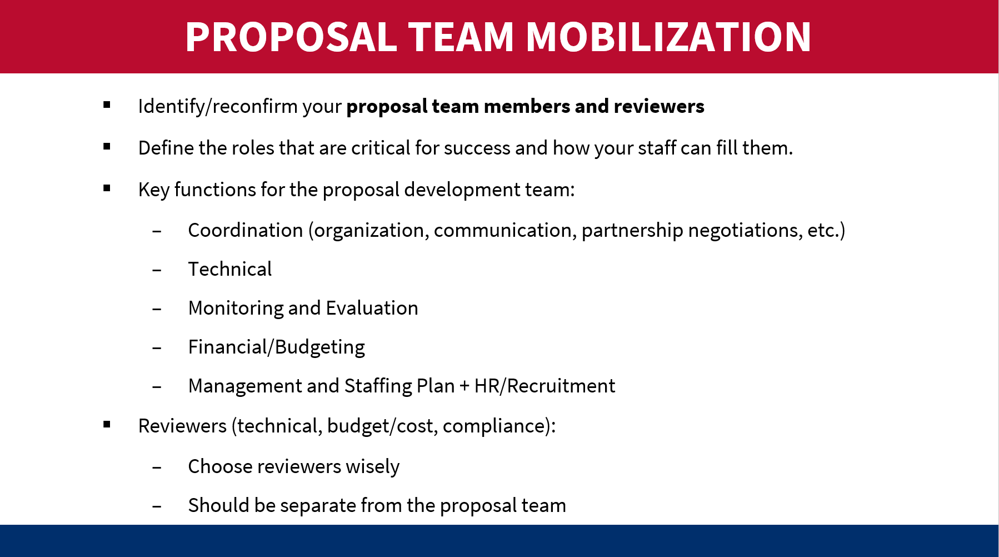 PROPOSAL TEAM MOBILIZATION
▪ Identify/reconfirm your proposal team members and reviewers
▪ Define the roles that are critical for success and how your staff can fill them.
▪ Key functions for the proposal development team:
– Coordination (organization, communication, partnership negotiations, etc.)
– Technical
– Monitoring and Evaluation
– Financial/Budgeting
– Management and Staffing Plan + HR/Recruitment
▪ Reviewers (technical, budget/cost, compliance):
– Choose reviewers wisely
– Should be separate from the proposal team